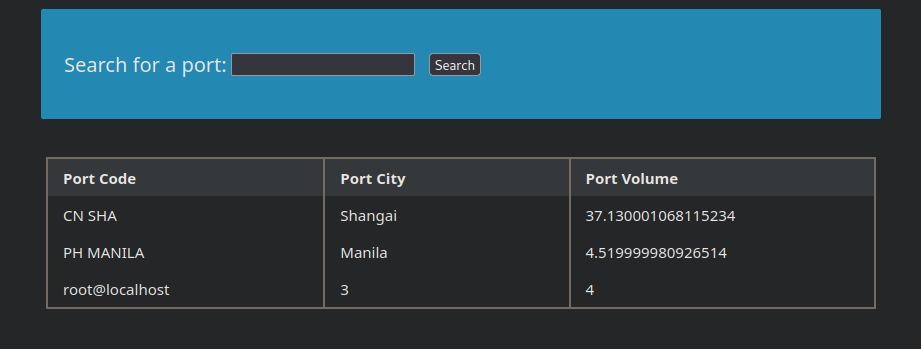 Search for a port: Search
Port Code Port City Port Volume
CN SHA Shangai 37.130001068115234
PH MANILA Manila 4.519999980926514
root@localhost 3 4